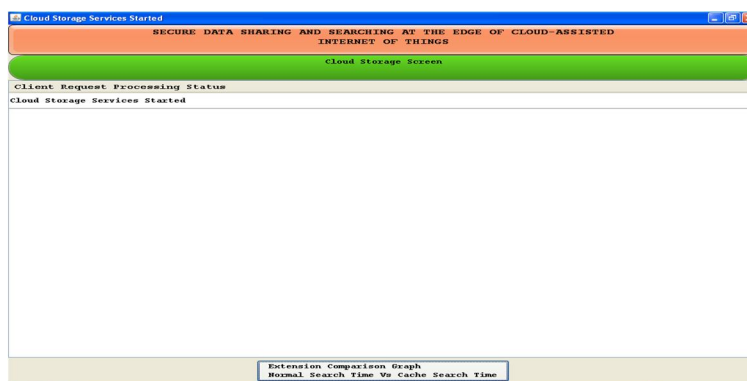 Cloud Storage Services Started
SECURE DATA SHARING AND SEARCHING AT THE EDGE OF CLOUD-ASSISTED
INTERNET OF THINGS
Cloud Storage Screen
Client Request Processing Status
Cloud Storage Services Started
Extension Comparison Graph
Normal Search Time Vs Cache Search Time